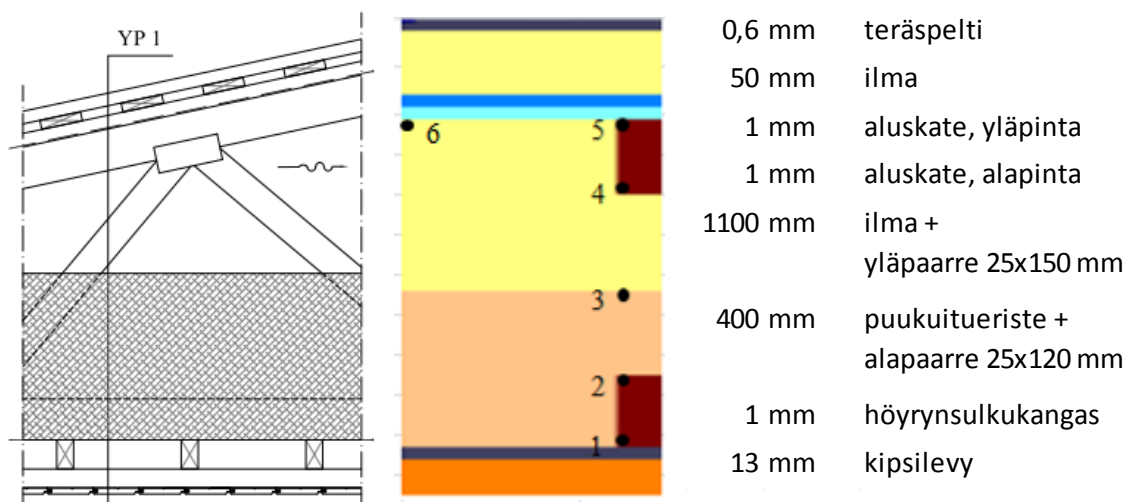 YP 1
6
5
4
3
2
1
0,6 mm teräspelti
50 mm ilma
1 mm aluskate, yläpinta
1 mm aluskate, alapinta
1100 mm ilma +
yläpaarre 25x150 mm
400 mm puukuitueriste +
alapaarre 25x120 mm
1 mm höyrynsulkukangas
13 mm kipsilevy